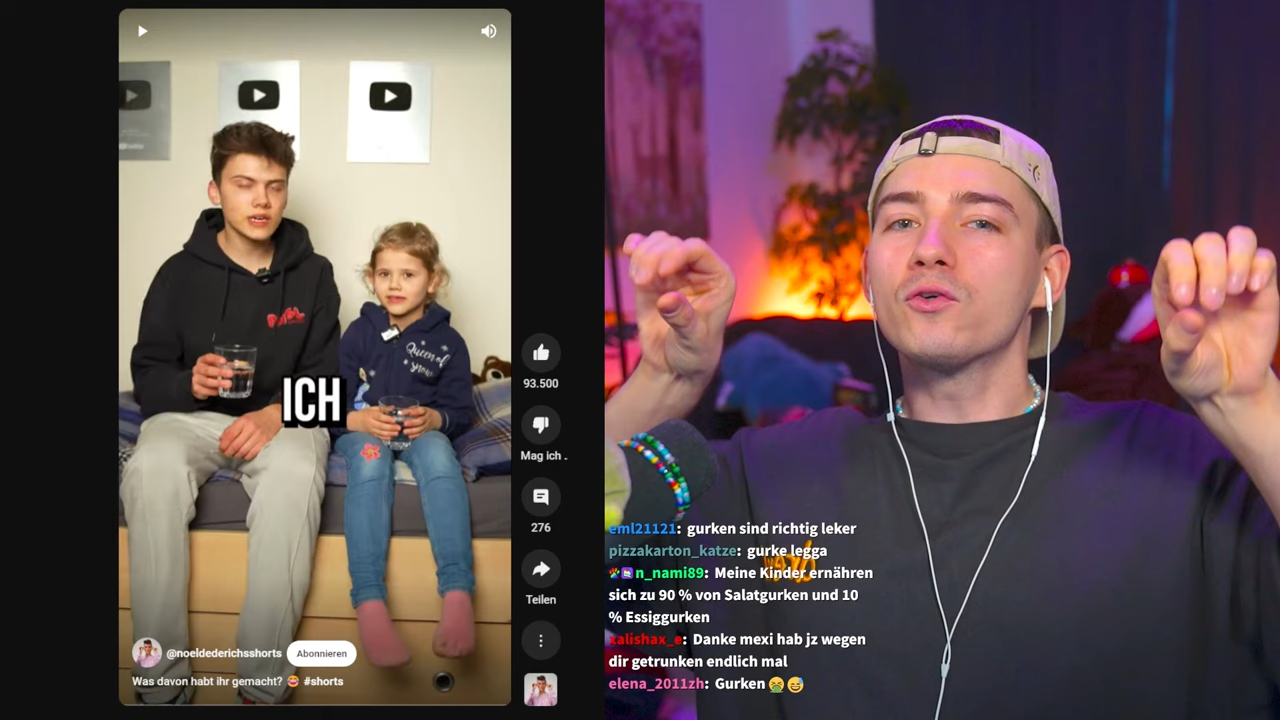 Queen of
snow
ICH
93.500
Mag ich .
276
Teilen
@noeldederichsshorts
Abonnieren
Was davon habt ihr gemacht? 😂 #shorts
eml21121: gurken sind richtig leker
pizzakarton_katze: gurke legga
n_nami89: Meine Kinder ernähren
sich zu 90 % von Salatgurken und 10
% Essiggurken
xalishax_e: Danke mexi hab jz wegen
dir getrunken endlich mal
elena_2011zh: Gurken 🤮😅